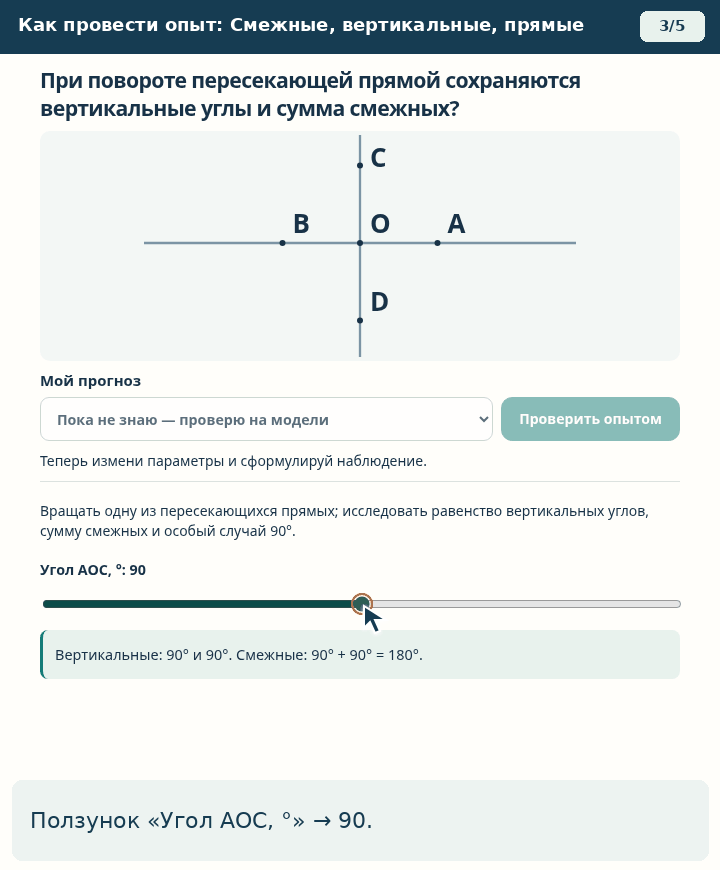 Как провести опыт: Смежные, вертикальные, прямые
3/5
При повороте пересекающей прямой сохраняются
вертикальные углы и сумма смежных?
C
B
O
A
D
Мой прогноз
Пока не знаю — проверю на модели
Проверить опытом
Теперь измени параметры и сформулируй наблюдение.
Вращать одну из пересекающихся прямых; исследовать равенство вертикальных углов,
сумму смежных и особый случай 90°.
Угол AOC, °: 90
Вертикальные: 90° и 90°. Смежные: 90° + 90° = 180°.
Ползунок «Угол AOC, °» → 90.